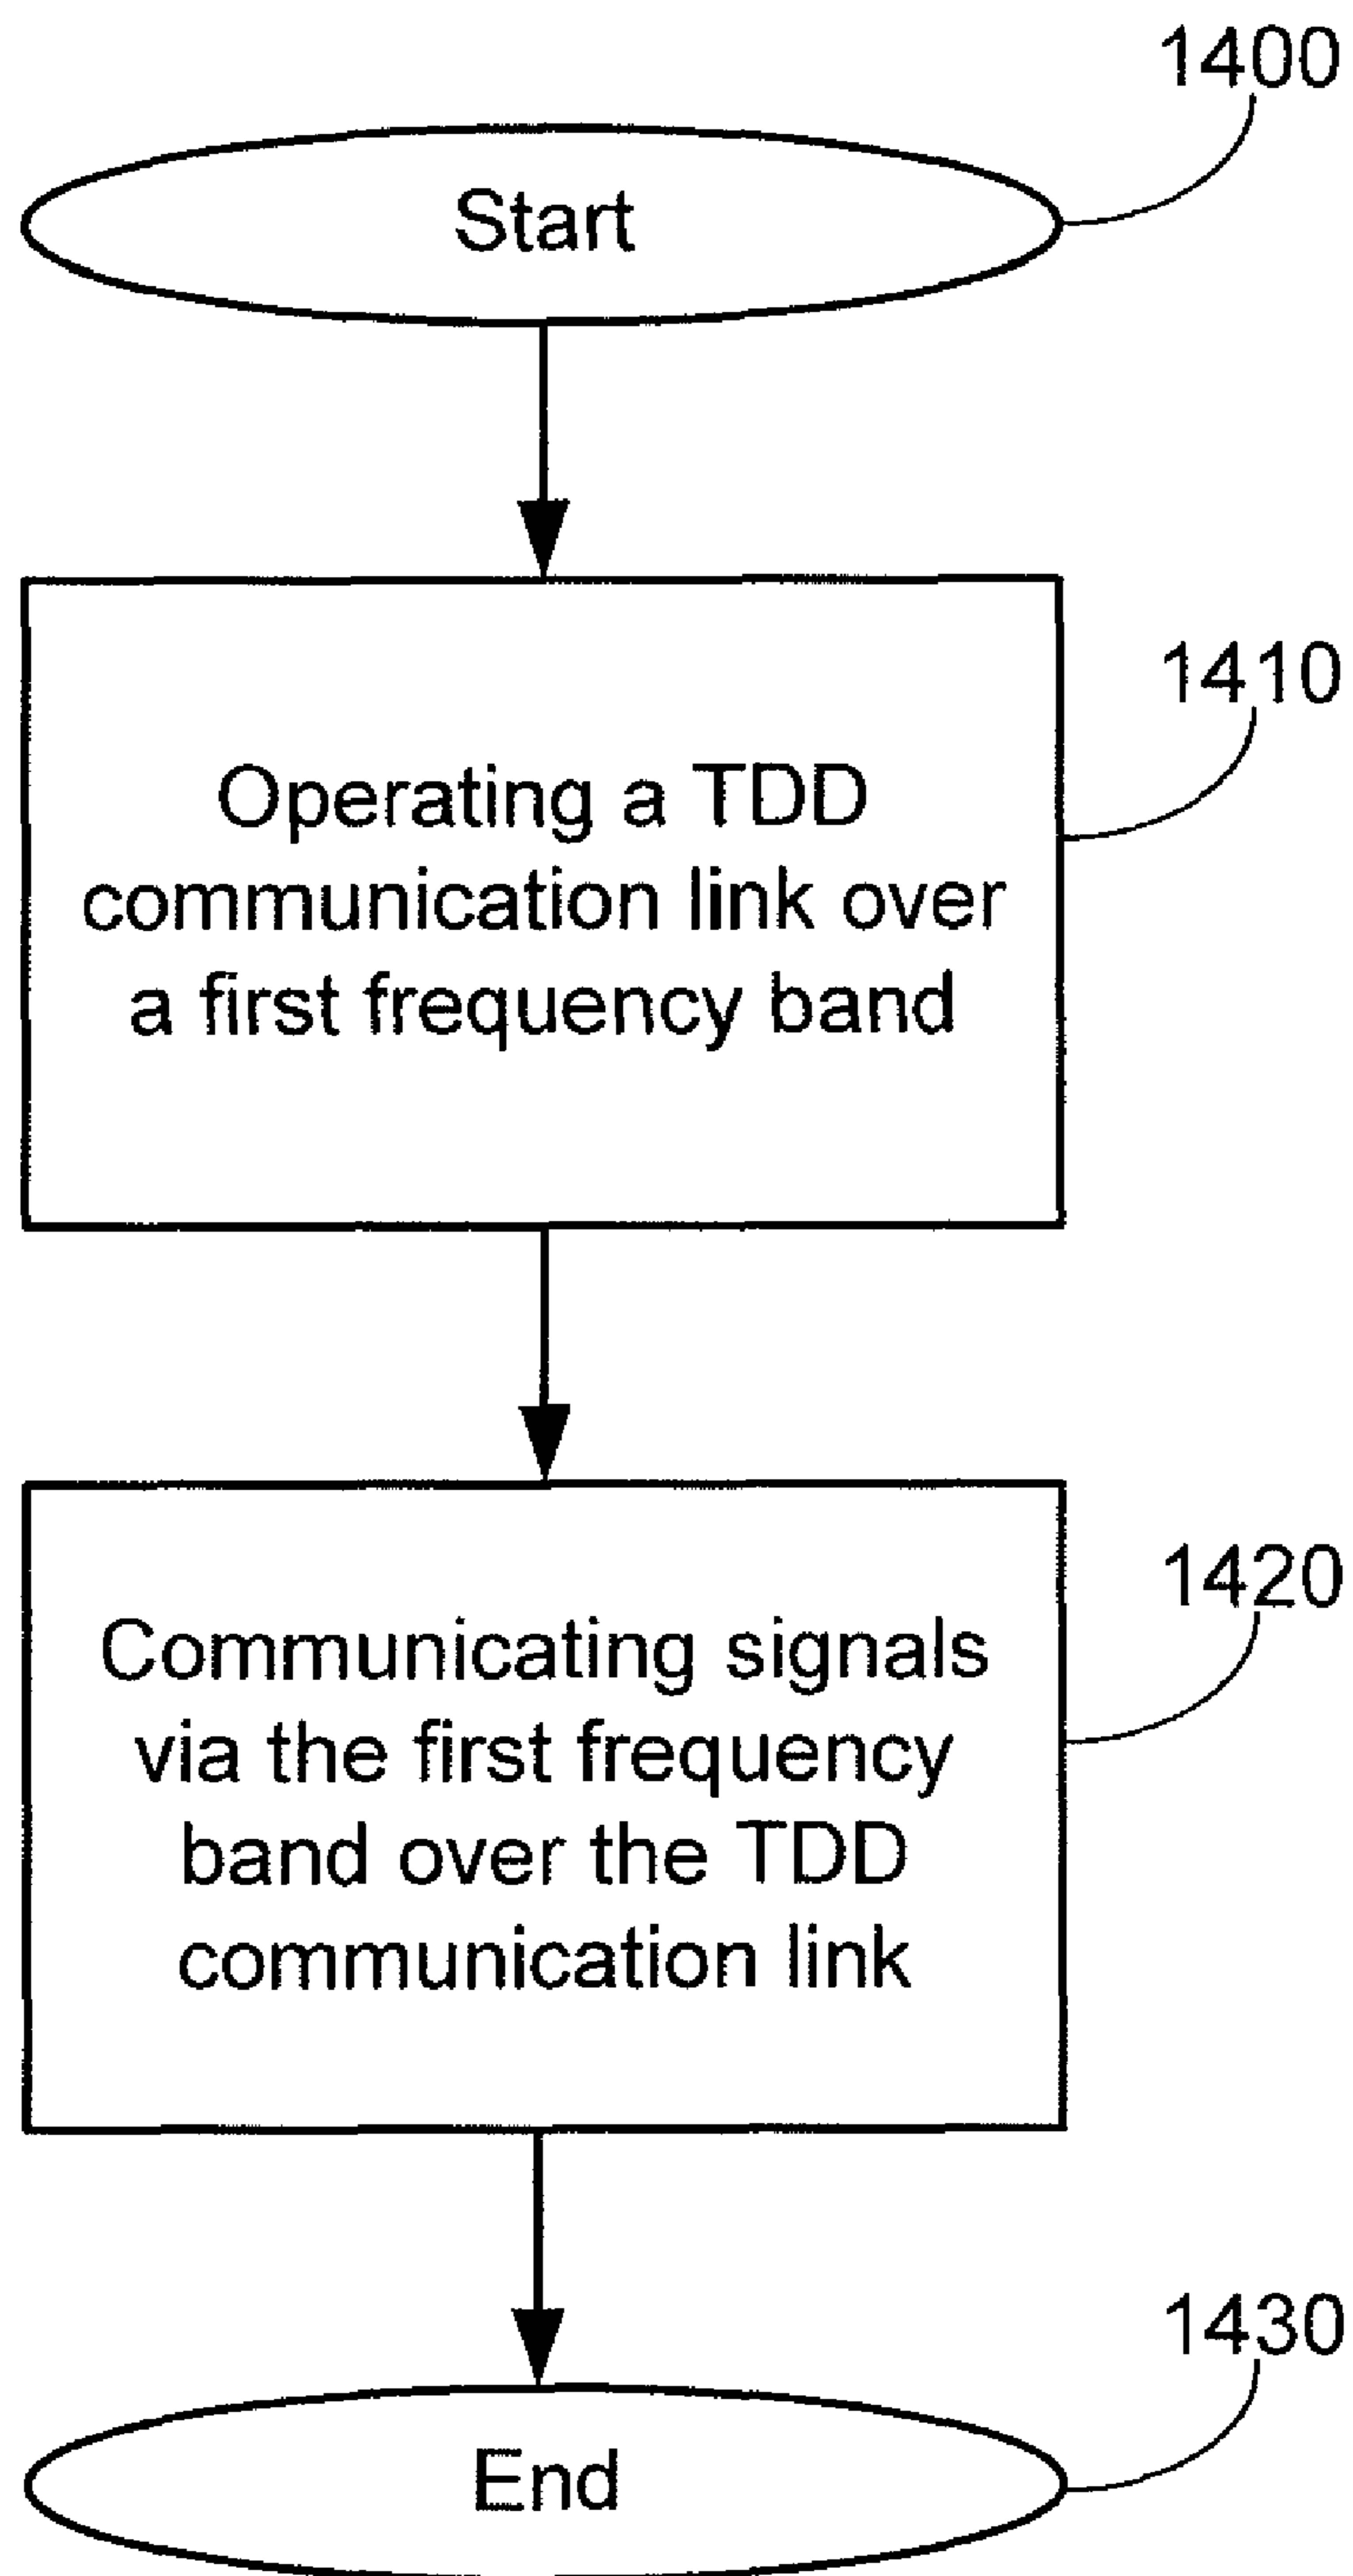 1400
Start
1410
Operating a TDD
communication link over
a first frequency band
1420
Communicating signals
via the first frequency
band over the TDD
communication link
1430
End